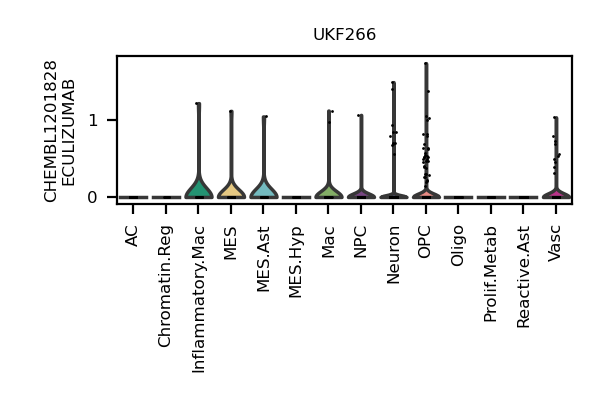 UKF266
CHEMBL1201828
ECULIZUMAB
1
0
AC
Chromatin.Reg
Inflammatory.Mac
MES
MES.Ast
MES.Hyp
Mac
NPC
Neuron
OPC
Oligo
Prolif.Metab
Reactive.Ast
Vasc